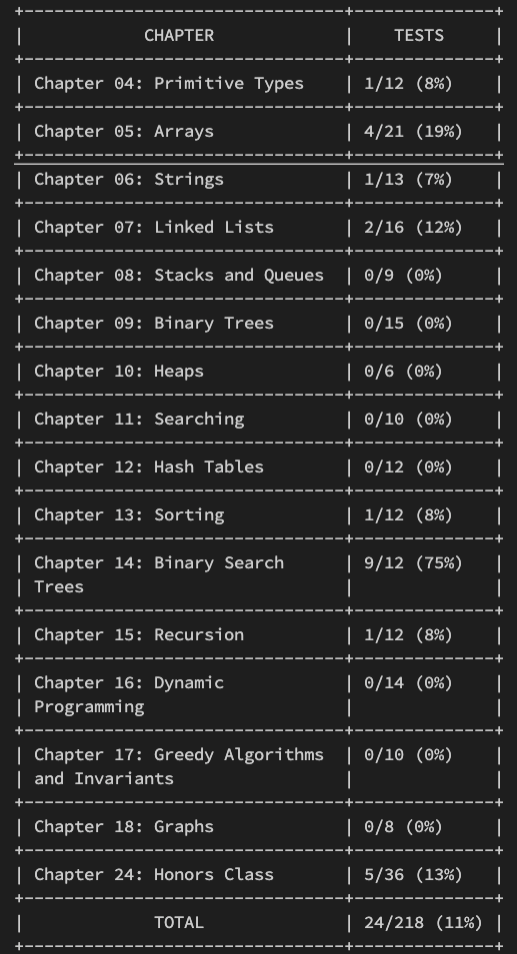 +---------------------------------+---------------+
|            CHAPTER              |    TESTS      |
+---------------------------------+---------------+
| Chapter 04: Primitive Types     | 1/12 (8%)     |
+---------------------------------+---------------+
| Chapter 05: Arrays              | 4/21 (19%)    |
+---------------------------------+---------------+
| Chapter 06: Strings             | 1/13 (7%)     |
+---------------------------------+---------------+
| Chapter 07: Linked Lists        | 2/16 (12%)    |
+---------------------------------+---------------+
| Chapter 08: Stacks and Queues   | 0/9 (0%)      |
+---------------------------------+---------------+
| Chapter 09: Binary Trees        | 0/15 (0%)     |
+---------------------------------+---------------+
| Chapter 10: Heaps               | 0/6 (0%)      |
+---------------------------------+---------------+
| Chapter 11: Searching           | 0/10 (0%)     |
+---------------------------------+---------------+
| Chapter 12: Hash Tables         | 0/12 (0%)     |
+---------------------------------+---------------+
| Chapter 13: Sorting             | 1/12 (8%)     |
+---------------------------------+---------------+
| Chapter 14: Binary Search       | 9/12 (75%)    |
| Trees                           |               |
+---------------------------------+---------------+
| Chapter 15: Recursion           | 1/12 (8%)     |
+---------------------------------+---------------+
| Chapter 16: Dynamic             | 0/14 (0%)     |
| Programming                     |               |
+---------------------------------+---------------+
| Chapter 17: Greedy Algorithms   | 0/10 (0%)     |
| and Invariants                  |               |
+---------------------------------+---------------+
| Chapter 18: Graphs              | 0/8 (0%)      |
+---------------------------------+---------------+
| Chapter 24: Honors Class        | 5/36 (13%)    |
+---------------------------------+---------------+
|             TOTAL               | 24/218 (11%)  |
+---------------------------------+---------------+